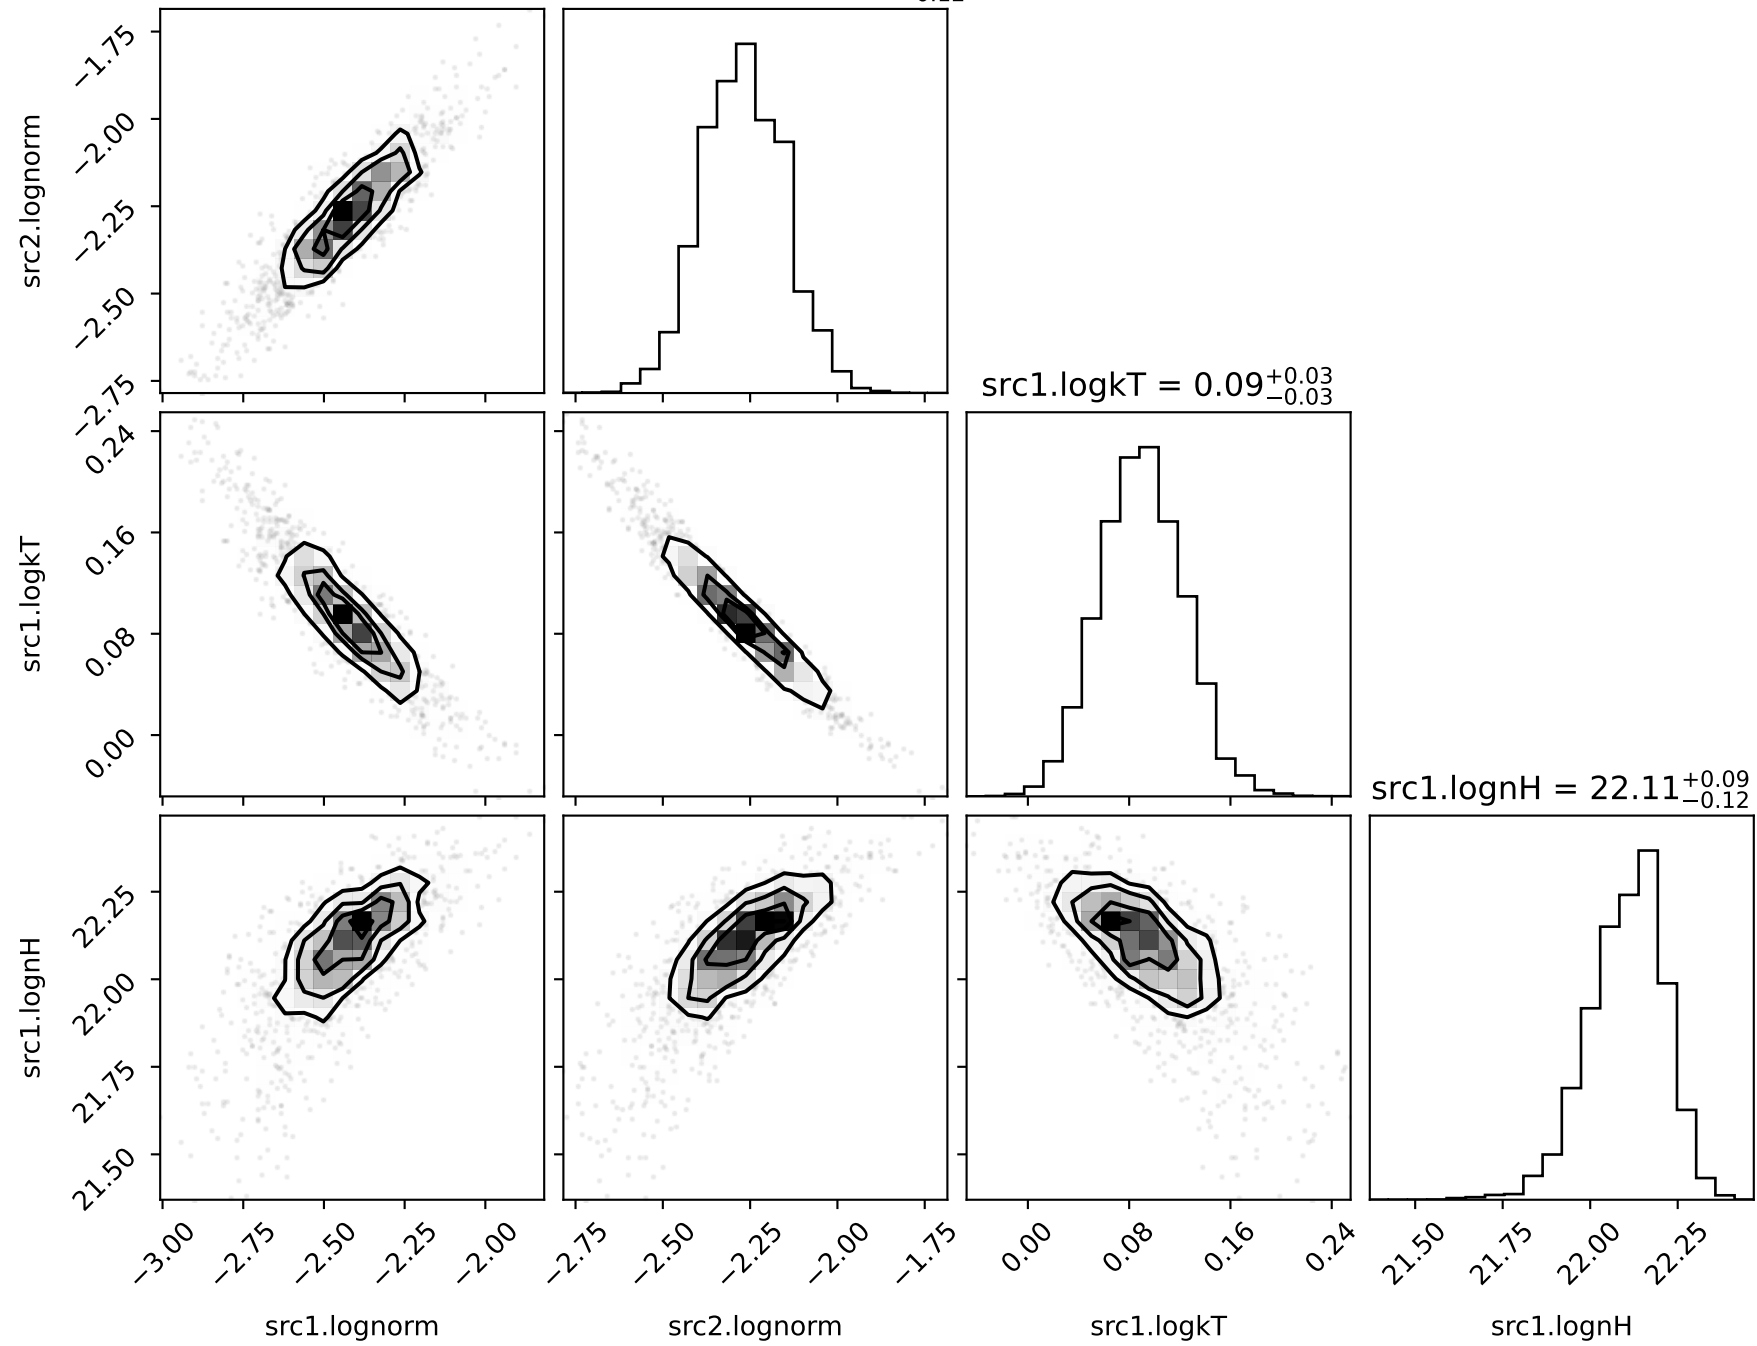 −1.75
−2.00
−2.25
−2.50
−2.75
src2.lognorm
src1.logkT = 0.09 +0.03 −0.03
0.24
0.16
0.08
0.00
src1.logkT
src1.lognH = 22.11 +0.09 −0.12
22.25
22.00
21.75
21.50
src1.lognH
−3.00 −2.75 −2.50 −2.25 −2.00
−2.75 −2.50 −2.25 −2.00 −1.75
0.00 0.08 0.16 0.24
21.50 21.75 22.00 22.25
src1.lognorm src2.lognorm src1.logkT src1.lognH